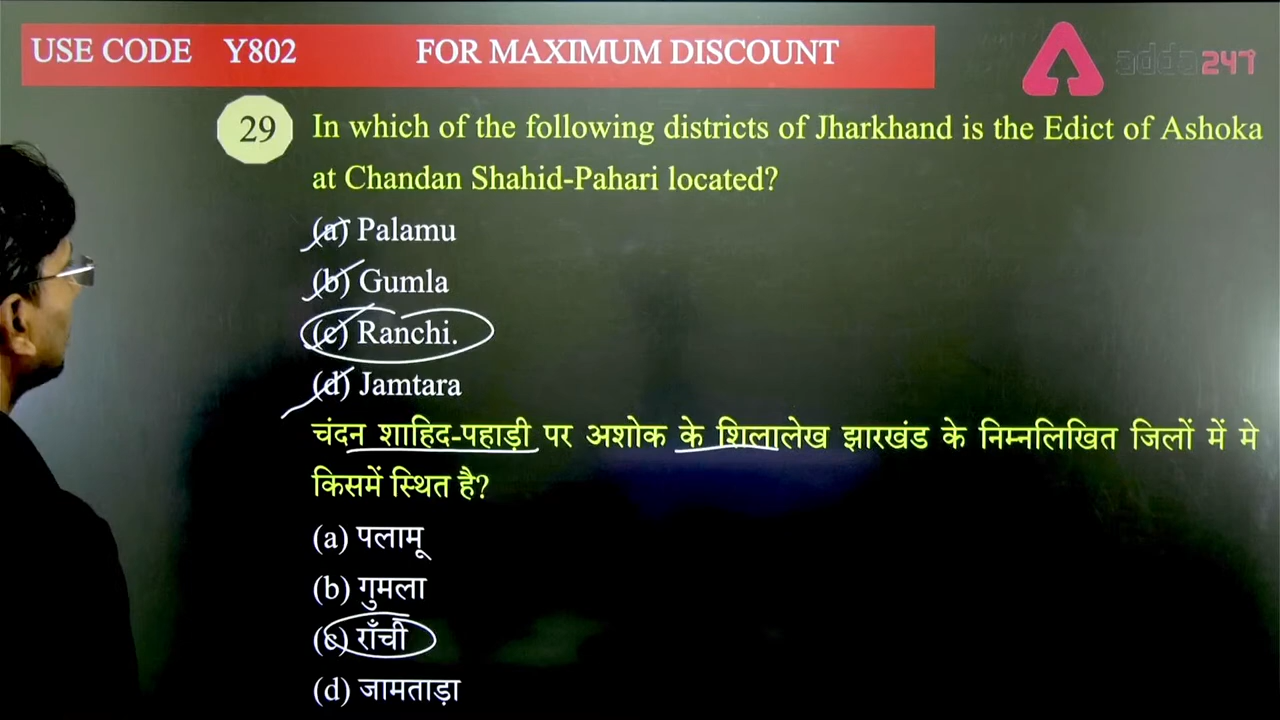 USE CODE Y802 FOR MAXIMUM DISCOUNT
adda247
29 In which of the following districts of Jharkhand is the Edict of Ashoka
at Chandan Shahid-Pahari located?
(a) Palamu
(b) Gumla
(c) Ranchi.
(d) Jamtara
चंदन शाहिद-पहाड़ी पर अशोक के शिलालेख झारखंड के निम्नलिखित जिलों में मे
किसमें स्थित है?
(a) पलामू
(b) गुमला
(c) राँची
(d) जामताड़ा